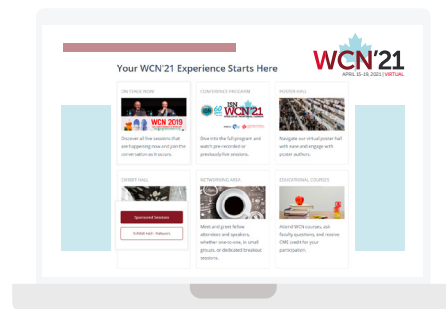 WCN'21
APRIL 15-19, 2021 | VIRTUAL
Your WCN'21 Experience Starts Here
ON STAGE NOW
CONFERENCE PROGRAM
POSTER HALL
WCN 2019
ISN
60
WCN'21
Discover all live sessions that
are happening now and join the
conversation as it occurs.
Dive into the full program and
watch pre-recorded or
previously live sessions.
Navigate our virtual poster hall
with ease and engage with
poster authors.
EXHIBIT HALL
NETWORKING AREA
EDUCATIONAL COURSES
Sponsored Sessions
Exhibit Hall - Network
Meet and greet fellow
attendees and speakers,
whether one-to-one, in small
groups, or dedicated breakout
sessions.
Attend WCN courses, ask
faculty questions, and receive
CME credit for your
participation.